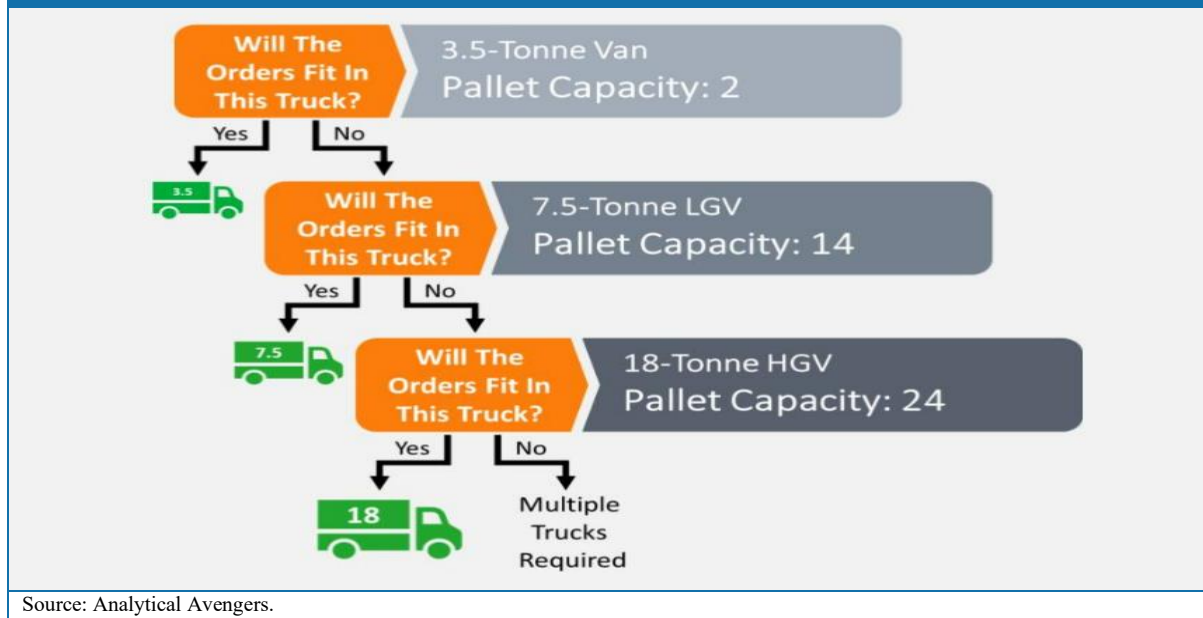 Will The
Orders Fit In
This Truck?
3.5-Tonne Van
Pallet Capacity: 2
Yes
No
3.5
Will The
Orders Fit In
This Truck?
7.5-Tonne LGV
Pallet Capacity: 14
Yes
No
7.5
Will The
Orders Fit In
This Truck?
18-Tonne HGV
Pallet Capacity: 24
Yes
No
18
Multiple
Trucks
Required
Source: Analytical Avengers.